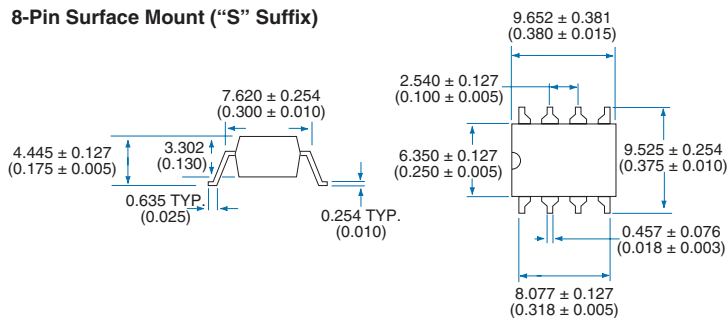 8-Pin Surface Mount (“S” Suffix)
9.652 ± 0.381
(0.380 ± 0.015)
2.540 ± 0.127
(0.100 ± 0.005)
7.620 ± 0.254
(0.300 ± 0.010)
4.445 ± 0.127
(0.175 ± 0.005)
3.302
(0.130)
6.350 ± 0.127
(0.250 ± 0.005)
9.525 ± 0.254
(0.375 ± 0.010)
0.635 TYP.
(0.025)
0.254 TYP.
(0.010)
0.457 ± 0.076
(0.018 ± 0.003)
8.077 ± 0.127
(0.318 ± 0.005)